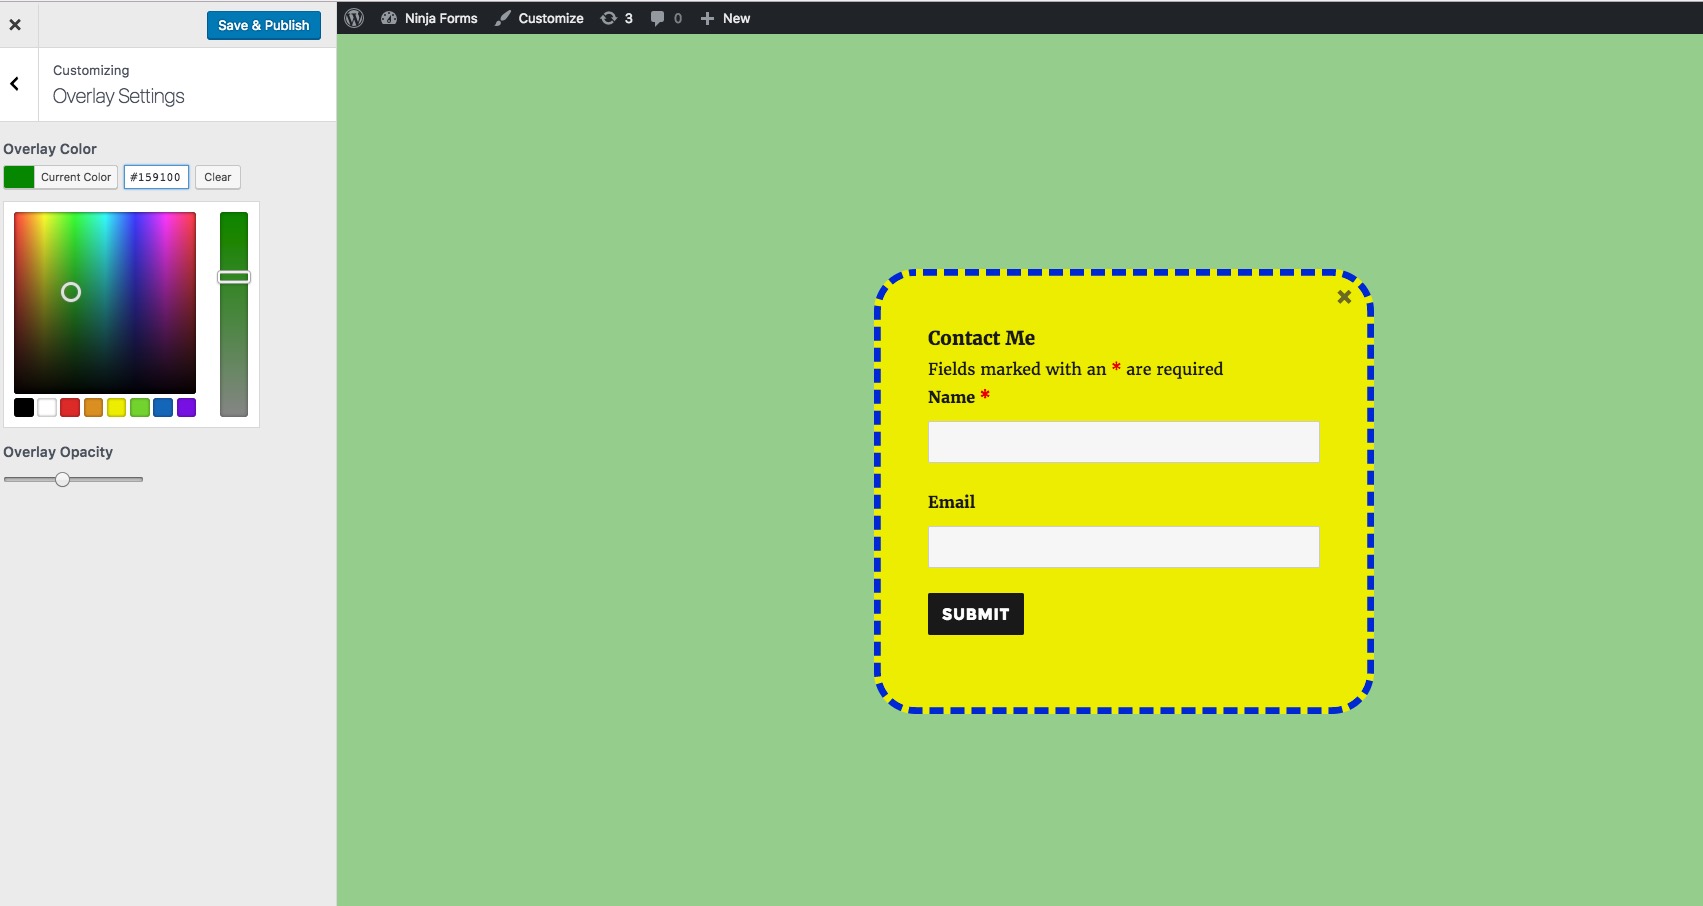 Save & Publish
Ninja Forms
Customize
3
0
New
Customizing
Overlay Settings
Overlay Color
Current Color
#159100
Clear
Overlay Opacity
Contact Me
Fields marked with an * are required
Name *
Email
SUBMIT